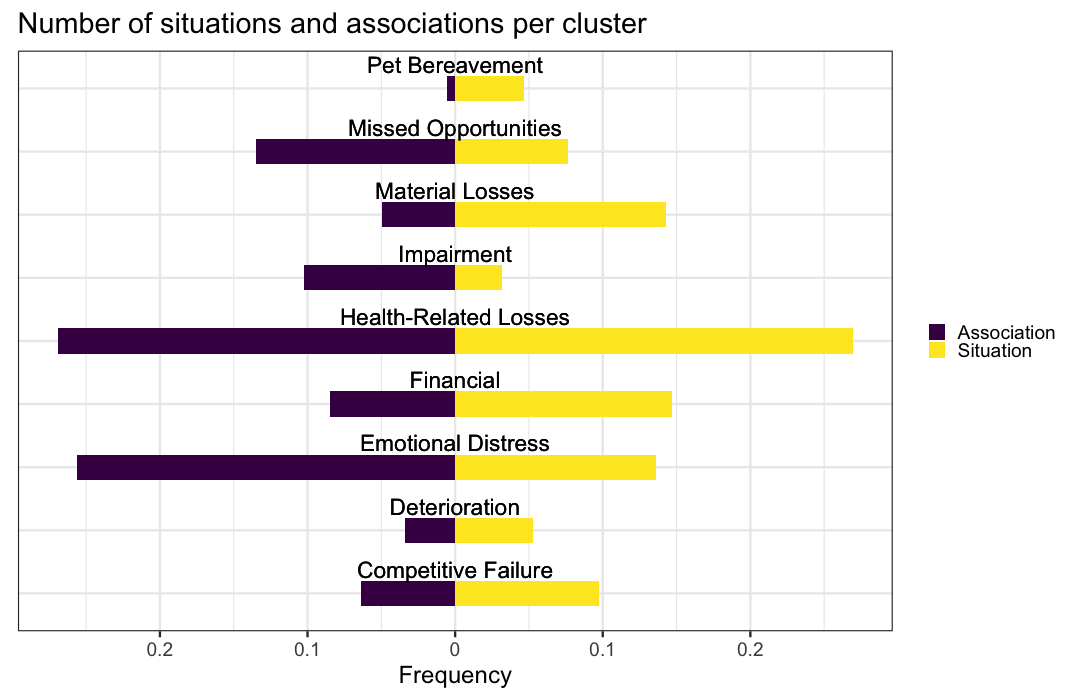 Number of situations and associations per cluster
Pet Bereavement
Missed Opportunities
Material Losses
Impairment
Health-Related Losses
Financial
Emotional Distress
Deterioration
Competitive Failure
Association
Situation
0.2 0.1 0 0.1 0.2
Frequency